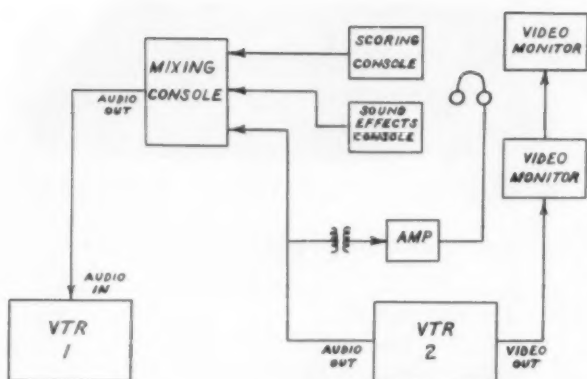 MIXING
CONSOLE
AUDIO
OUT
SCORING
CONSOLE
SOUND
EFFECTS
CONSOLE
VIDEO
MONITOR
VIDEO
MONITOR
AMP
AUDIO
IN
VTR
1
AUDIO
OUT
VTR
2
VIDEO
OUT